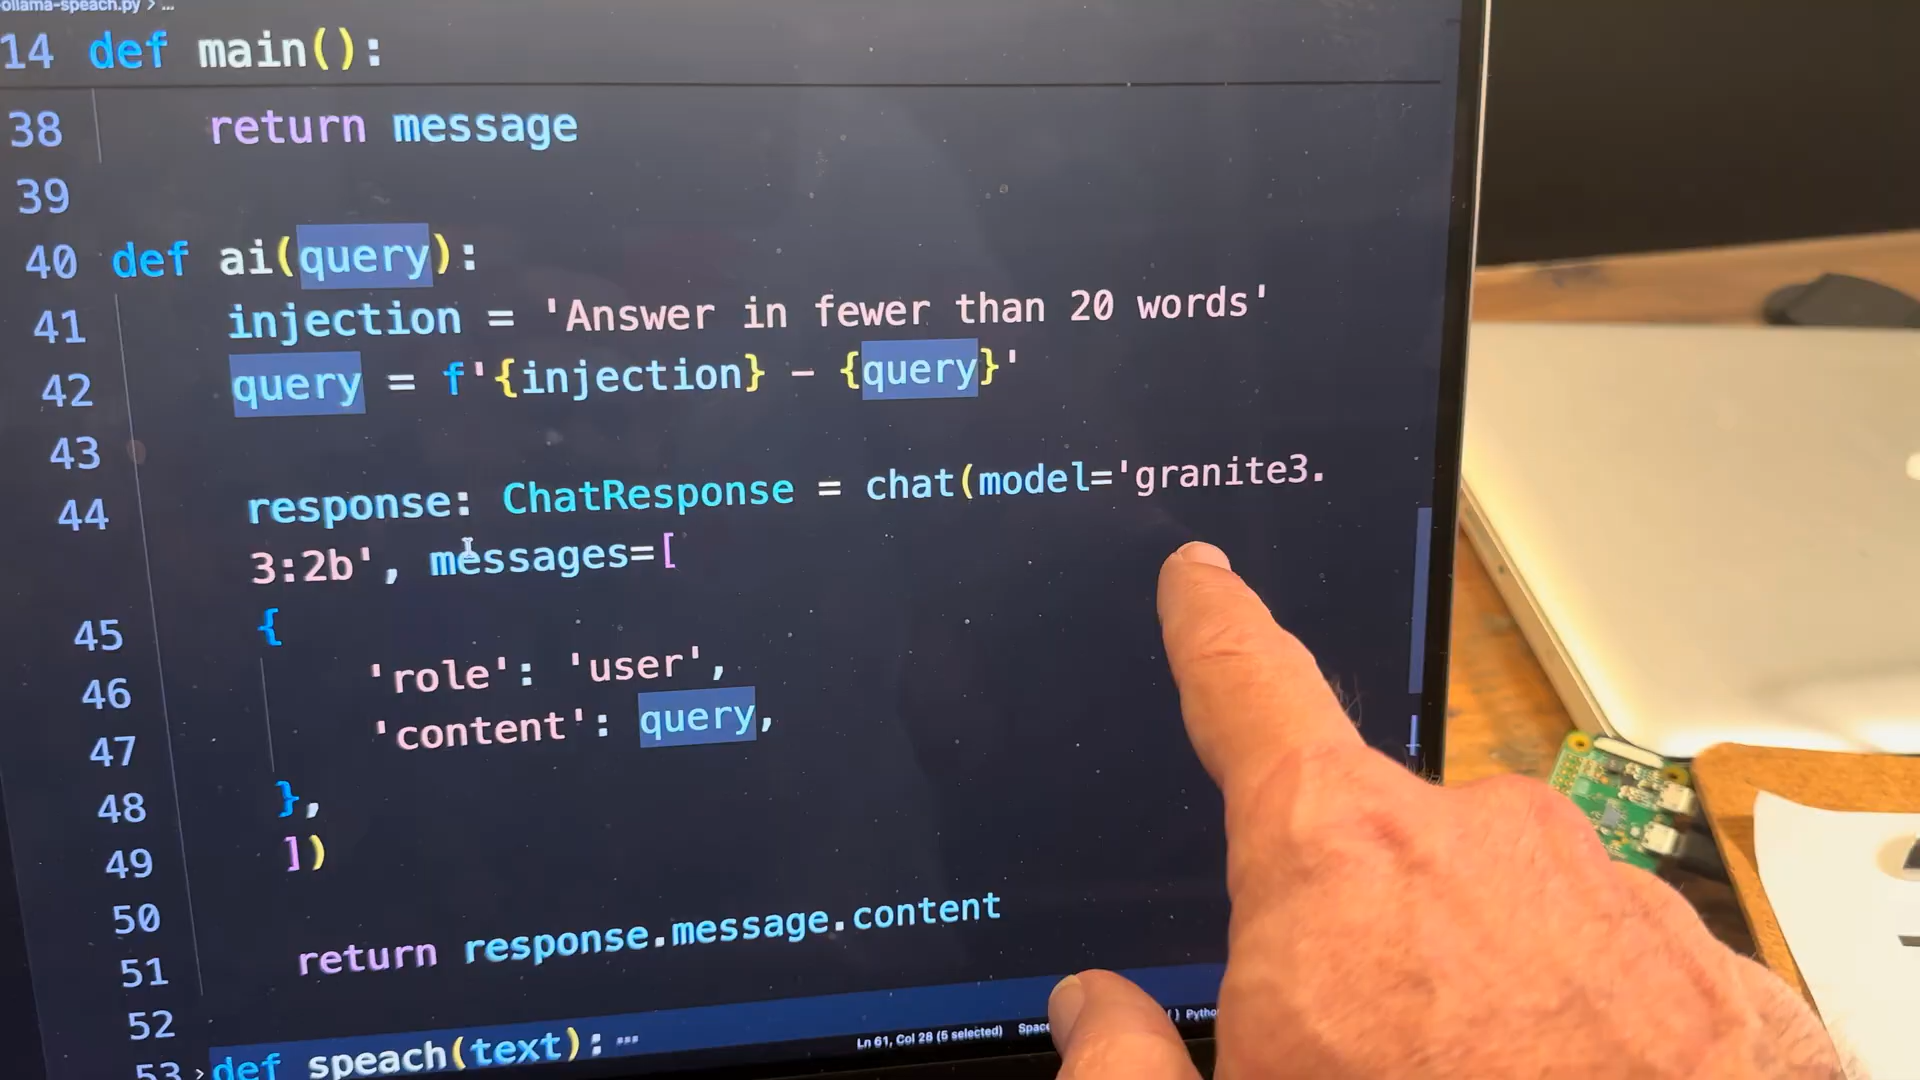 ollama-speach.py > ...
14 def main():
38 return message
39
40 def ai(query):
41 injection = 'Answer in fewer than 20 words'
42 query = f'{injection} - {query}'
43
44 response: ChatResponse = chat(model='granite3.
3:2b', messages=[
45 {
46 'role': 'user',
47 'content': query,
48 },
49 ])
50
51 return response.message.content
52
53 > def speach(text):...
Ln 61, Col 28 (5 selected)